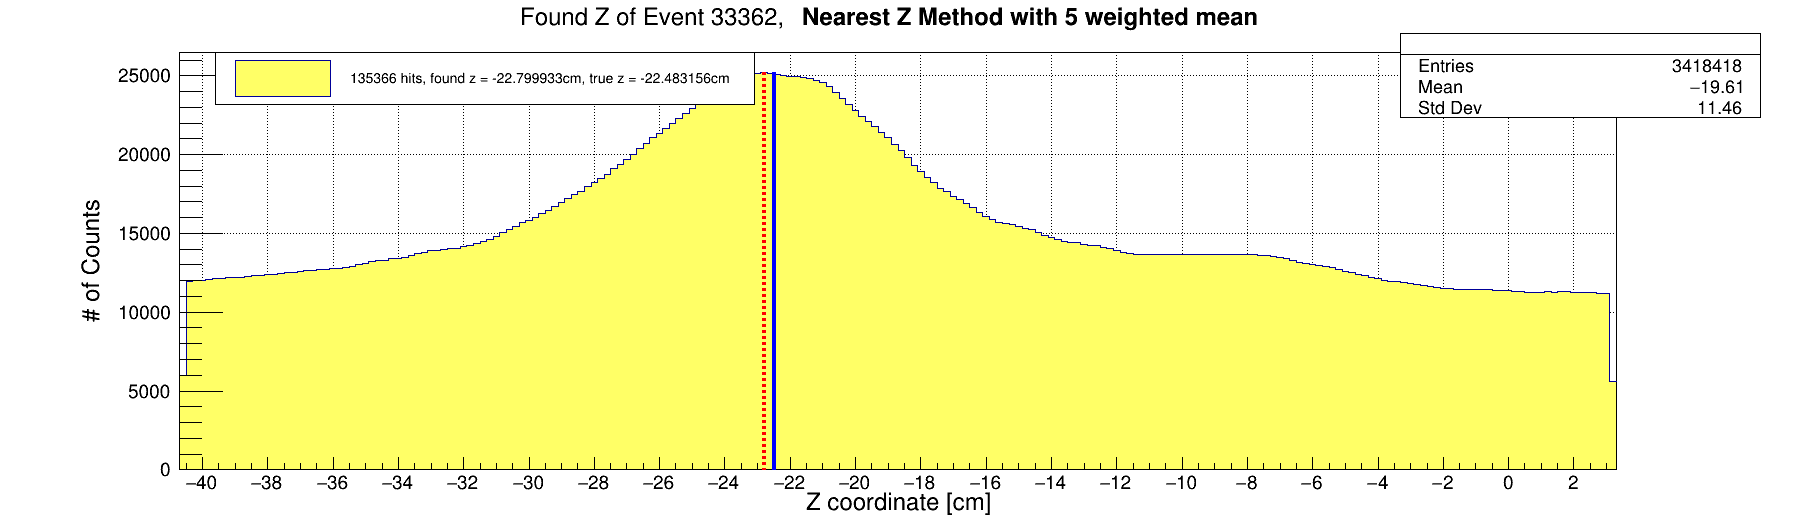 Found Z of Event 33362, Nearest Z Method with 5 weighted mean
135366 hits, found z = -22.799933cm, true z = -22.483156cm
Entries 3418418
Mean −19.61
Std Dev 11.46
# of Counts
25000
20000
15000
10000
5000
0
−40 −38 −36 −34 −32 −30 −28 −26 −24 −22 −20 −18 −16 −14 −12 −10 −8 −6 −4 −2 0 2
Z coordinate [cm]